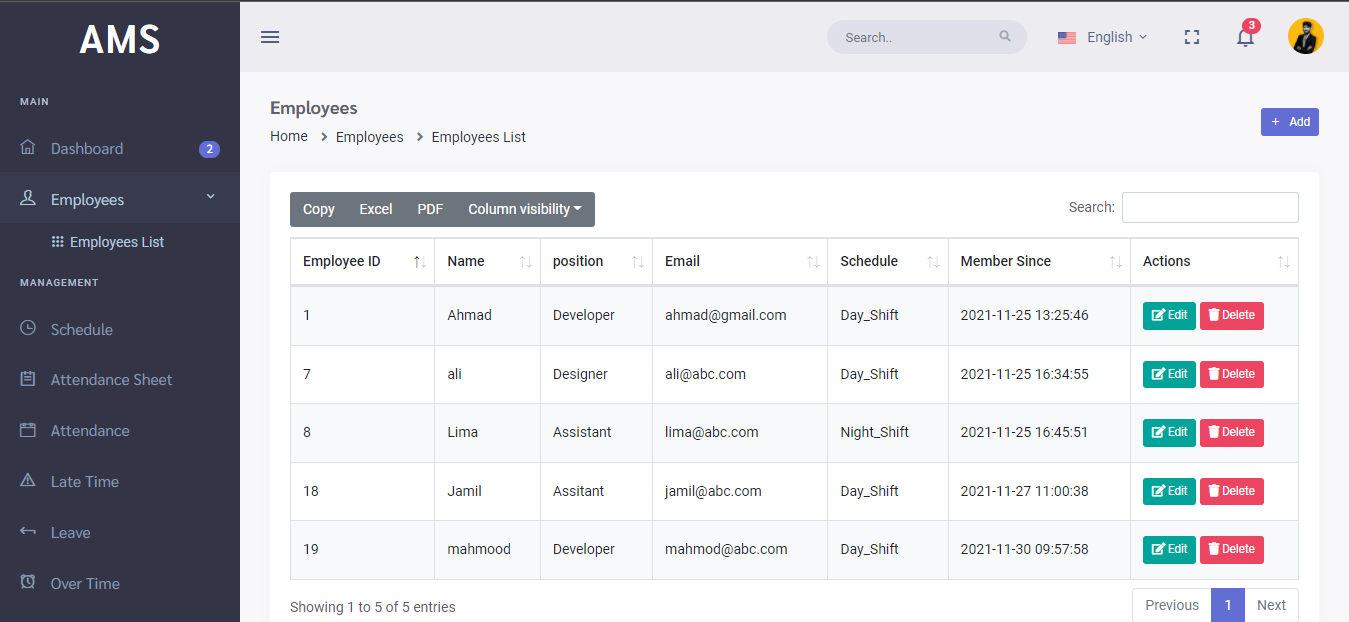 AMS
MAIN
Dashboard 2
Employees
Employees List
MANAGEMENT
Schedule
Attendance Sheet
Attendance
Late Time
Leave
Over Time
Search.. English 3
Employees
Home Employees Employees List
+ Add
Copy Excel PDF Column visibility
Search:
Employee ID Name position Email Schedule Member Since Actions
1 Ahmad Developer ahmad@gmail.com Day_Shift 2021-11-25 13:25:46 Edit Delete
7 ali Designer ali@abc.com Day_Shift 2021-11-25 16:34:55 Edit Delete
8 Lima Assistant lima@abc.com Night_Shift 2021-11-25 16:45:51 Edit Delete
18 Jamil Assitant jamil@abc.com Day_Shift 2021-11-27 11:00:38 Edit Delete
19 mahmood Developer mahmod@abc.com Day_Shift 2021-11-30 09:57:58 Edit Delete
Showing 1 to 5 of 5 entries
Previous 1 Next